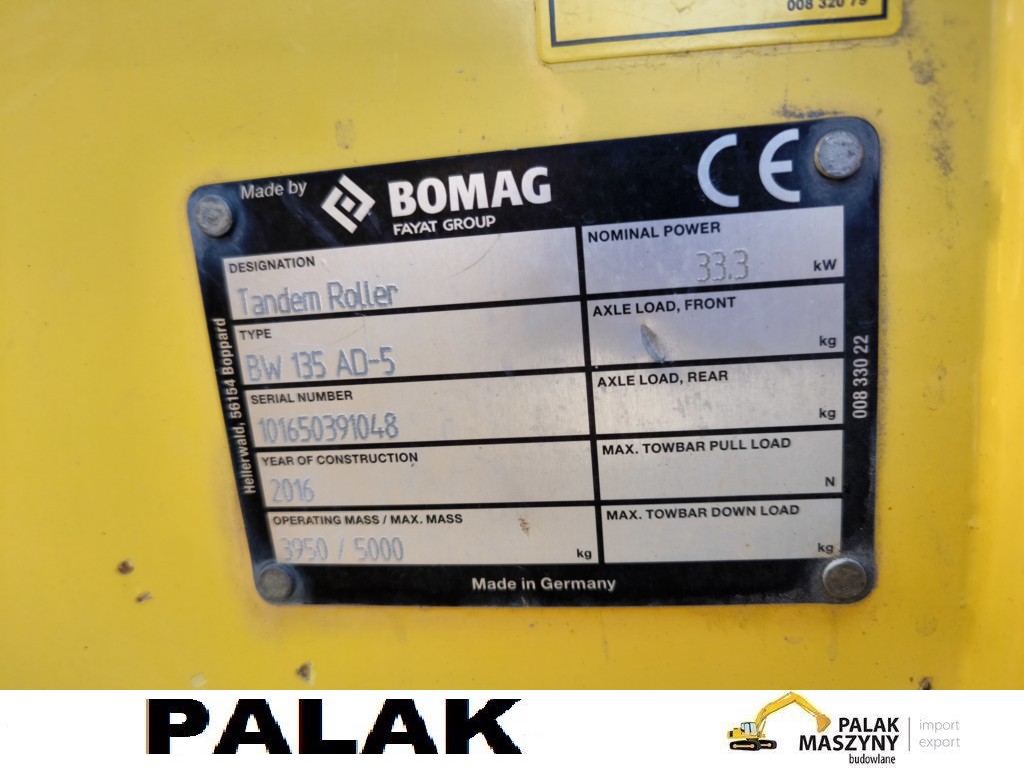 008 320 79
Made by BOMAG
FAYAT GROUP
CE
DESIGNATION
Tandem Roller
TYPE
BW 135 AD-5
SERIAL NUMBER
101650391048
YEAR OF CONSTRUCTION
2016
OPERATING MASS / MAX. MASS
3950 / 5000 kg
NOMINAL POWER
33.3 kW
AXLE LOAD, FRONT
kg
AXLE LOAD, REAR
kg
MAX. TOWBAR PULL LOAD
N
MAX. TOWBAR DOWN LOAD
kg
Hellerwald, 56154 Boppard
008 330 22
Made in Germany
PALAK
PALAK
MASZYNY
budowlane
import
export